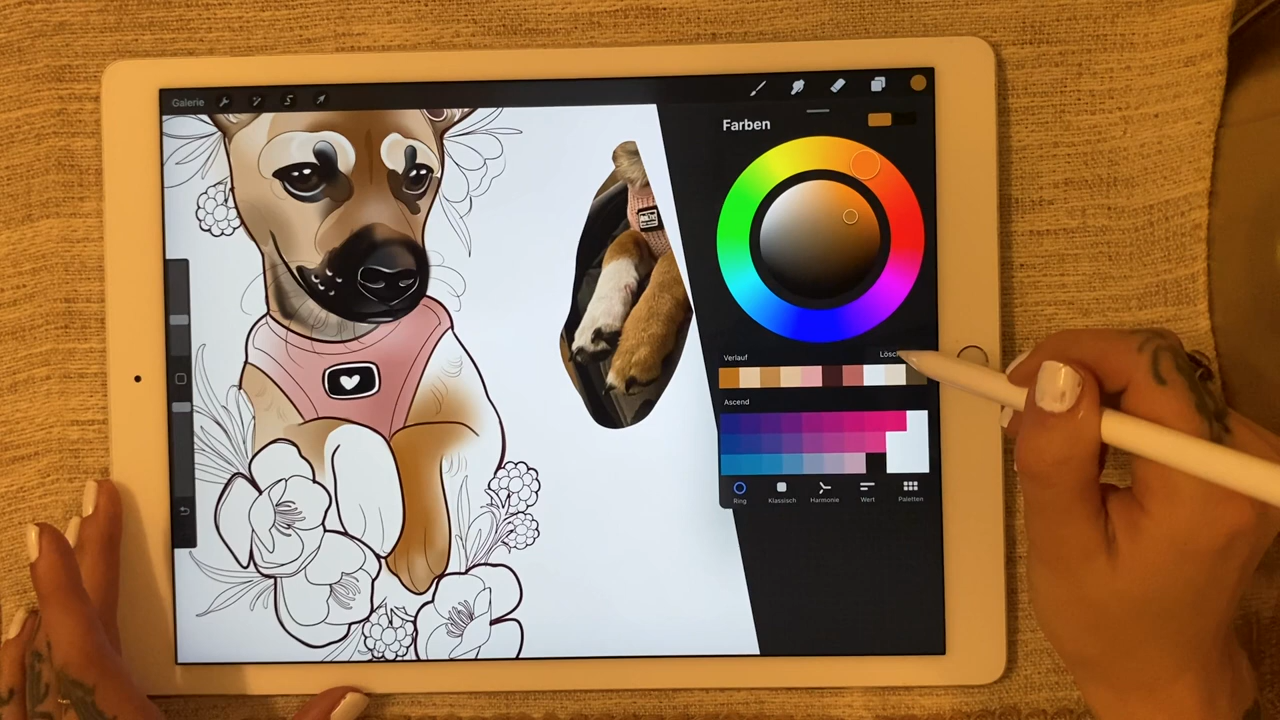 Galerie
Farben
Verlauf
Ascend
Ring
Klassisch
Harmonie
Wert
Paletten